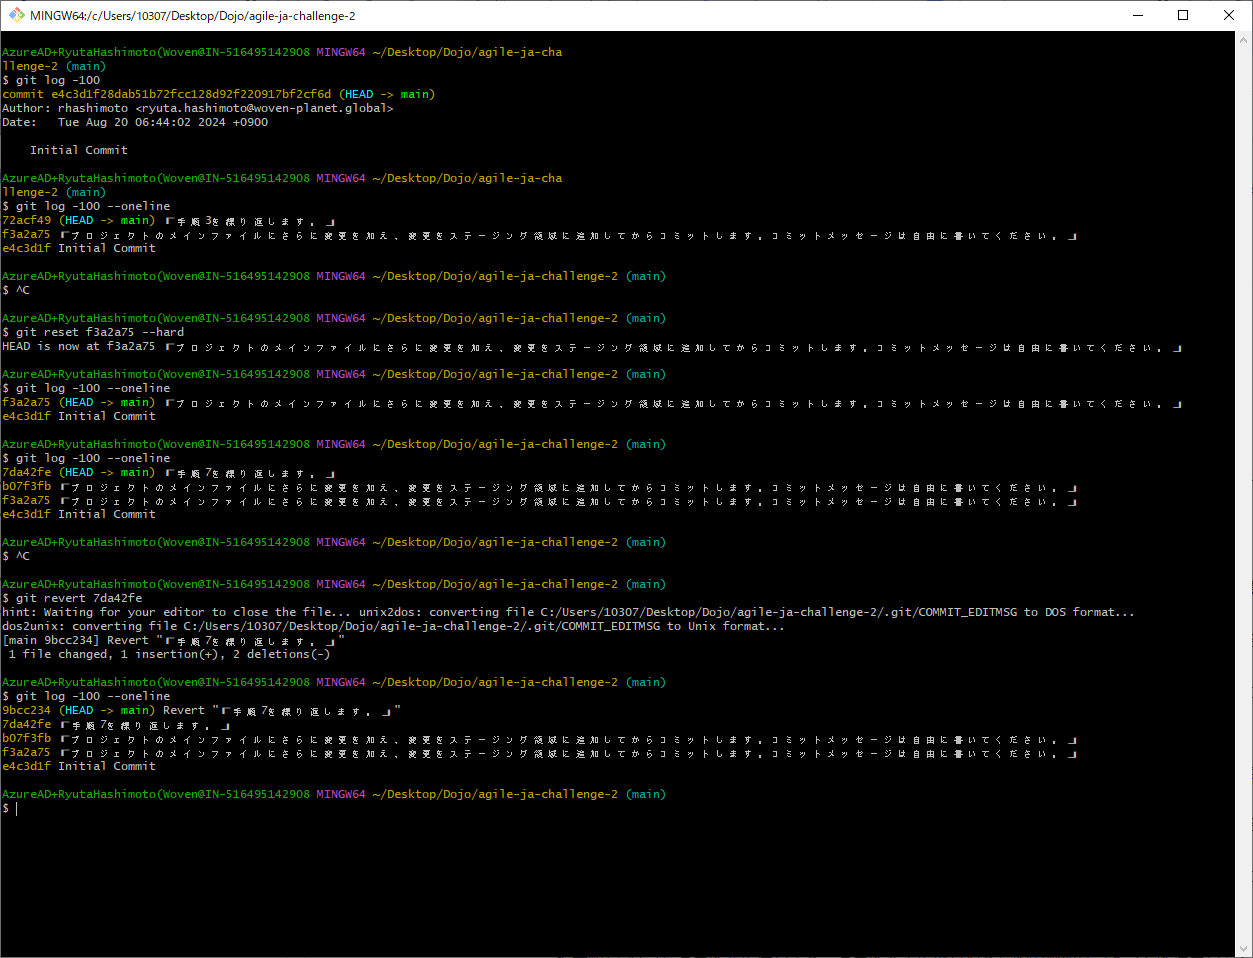 MINGW64:/c/Users/10307/Desktop/Dojo/agile-ja-challenge-2
AzureAD+RyutaHashimoto(Woven@IN-516495142908 MINGW64 ~/Desktop/Dojo/agile-ja-cha
llenge-2 (main)
$ git log -100
commit e4c3d1f28dab51b72fcc128d92f220917bf2cf6d (HEAD -> main)
Author: rhashimoto <ryuta.hashimoto@woven-planet.global>
Date:   Tue Aug 20 06:44:02 2024 +0900
    Initial Commit
AzureAD+RyutaHashimoto(Woven@IN-516495142908 MINGW64 ~/Desktop/Dojo/agile-ja-cha
llenge-2 (main)
$ git log -100 --oneline
72acf49 (HEAD -> main) 『手順3を繰り返します。』
f3a2a75 『プロジェクトのメインファイルにさらに変更を加え、変更をステージング領域に追加してからコミットします。コミットメッセージは自由に書いてください。』
e4c3d1f Initial Commit
AzureAD+RyutaHashimoto(Woven@IN-516495142908 MINGW64 ~/Desktop/Dojo/agile-ja-challenge-2 (main)
$ ^C
AzureAD+RyutaHashimoto(Woven@IN-516495142908 MINGW64 ~/Desktop/Dojo/agile-ja-challenge-2 (main)
$ git reset f3a2a75 --hard
HEAD is now at f3a2a75 『プロジェクトのメインファイルにさらに変更を加え、変更をステージング領域に追加してからコミットします。コミットメッセージは自由に書いてください。』
AzureAD+RyutaHashimoto(Woven@IN-516495142908 MINGW64 ~/Desktop/Dojo/agile-ja-challenge-2 (main)
$ git log -100 --oneline
f3a2a75 (HEAD -> main) 『プロジェクトのメインファイルにさらに変更を加え、変更をステージング領域に追加してからコミットします。コミットメッセージは自由に書いてください。』
e4c3d1f Initial Commit
AzureAD+RyutaHashimoto(Woven@IN-516495142908 MINGW64 ~/Desktop/Dojo/agile-ja-challenge-2 (main)
$ git log -100 --oneline
7da42fe (HEAD -> main) 『手順7を繰り返します。』
b07f3fb 『プロジェクトのメインファイルにさらに変更を加え、変更をステージング領域に追加してからコミットします。コミットメッセージは自由に書いてください。』
f3a2a75 『プロジェクトのメインファイルにさらに変更を加え、変更をステージング領域に追加してからコミットします。コミットメッセージは自由に書いてください。』
e4c3d1f Initial Commit
AzureAD+RyutaHashimoto(Woven@IN-516495142908 MINGW64 ~/Desktop/Dojo/agile-ja-challenge-2 (main)
$ ^C
AzureAD+RyutaHashimoto(Woven@IN-516495142908 MINGW64 ~/Desktop/Dojo/agile-ja-challenge-2 (main)
$ git revert 7da42fe
hint: Waiting for your editor to close the file... unix2dos: converting file C:/Users/10307/Desktop/Dojo/agile-ja-challenge-2/.git/COMMIT_EDITMSG to DOS format...
dos2unix: converting file C:/Users/10307/Desktop/Dojo/agile-ja-challenge-2/.git/COMMIT_EDITMSG to Unix format...
[main 9bcc234] Revert "『手順7を繰り返します。』"
 1 file changed, 1 insertion(+), 2 deletions(-)
AzureAD+RyutaHashimoto(Woven@IN-516495142908 MINGW64 ~/Desktop/Dojo/agile-ja-challenge-2 (main)
$ git log -100 --oneline
9bcc234 (HEAD -> main) Revert "『手順7を繰り返します。』"
7da42fe 『手順7を繰り返します。』
b07f3fb 『プロジェクトのメインファイルにさらに変更を加え、変更をステージング領域に追加してからコミットします。コミットメッセージは自由に書いてください。』
f3a2a75 『プロジェクトのメインファイルにさらに変更を加え、変更をステージング領域に追加してからコミットします。コミットメッセージは自由に書いてください。』
e4c3d1f Initial Commit
AzureAD+RyutaHashimoto(Woven@IN-516495142908 MINGW64 ~/Desktop/Dojo/agile-ja-challenge-2 (main)
$